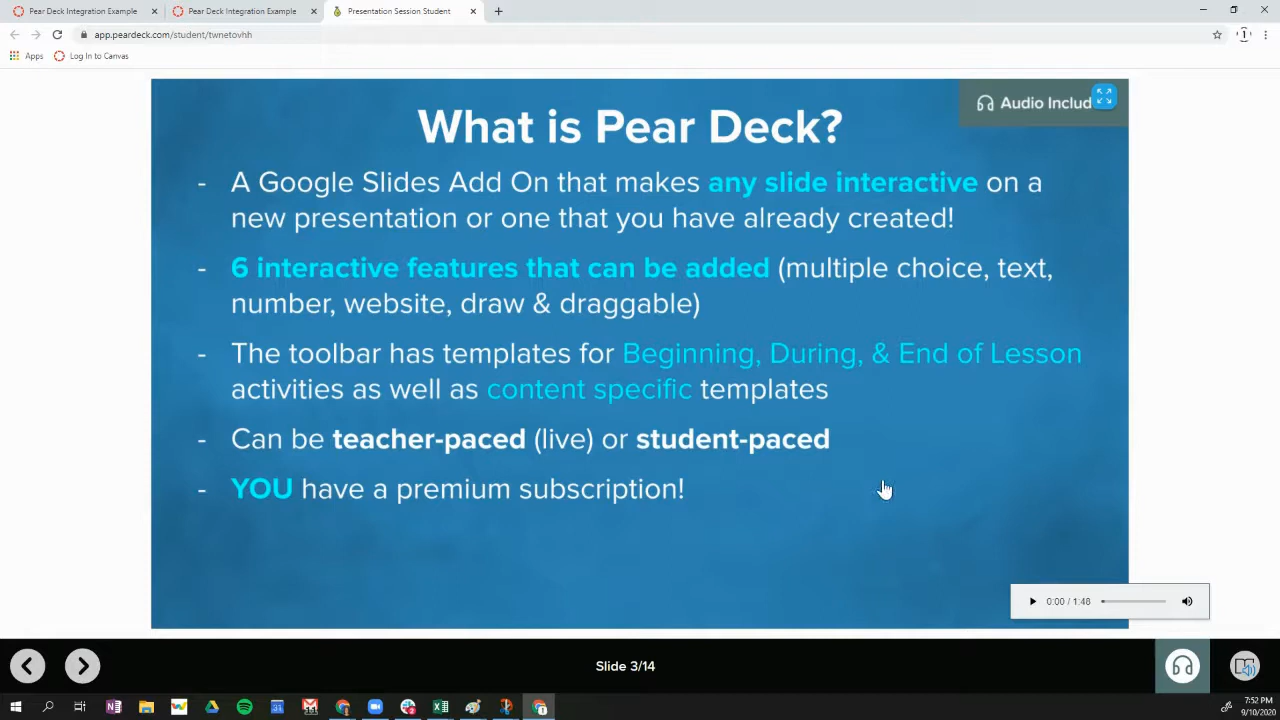 Pear Deck Integration Example
Pear Deck Integration Example
Presentation Session Student
app.peardeck.com/student/twnetovhh
Apps
Log In to Canvas
Audio Includ
What is Pear Deck?
- A Google Slides Add On that makes any slide interactive on a
new presentation or one that you have already created!
- 6 interactive features that can be added (multiple choice, text,
number, website, draw & draggable)
- The toolbar has templates for Beginning, During, & End of Lesson
activities as well as content specific templates
- Can be teacher-paced (live) or student-paced
- YOU have a premium subscription!
0:00 / 1:48
Slide 3/14
7:52 PM
9/10/2020